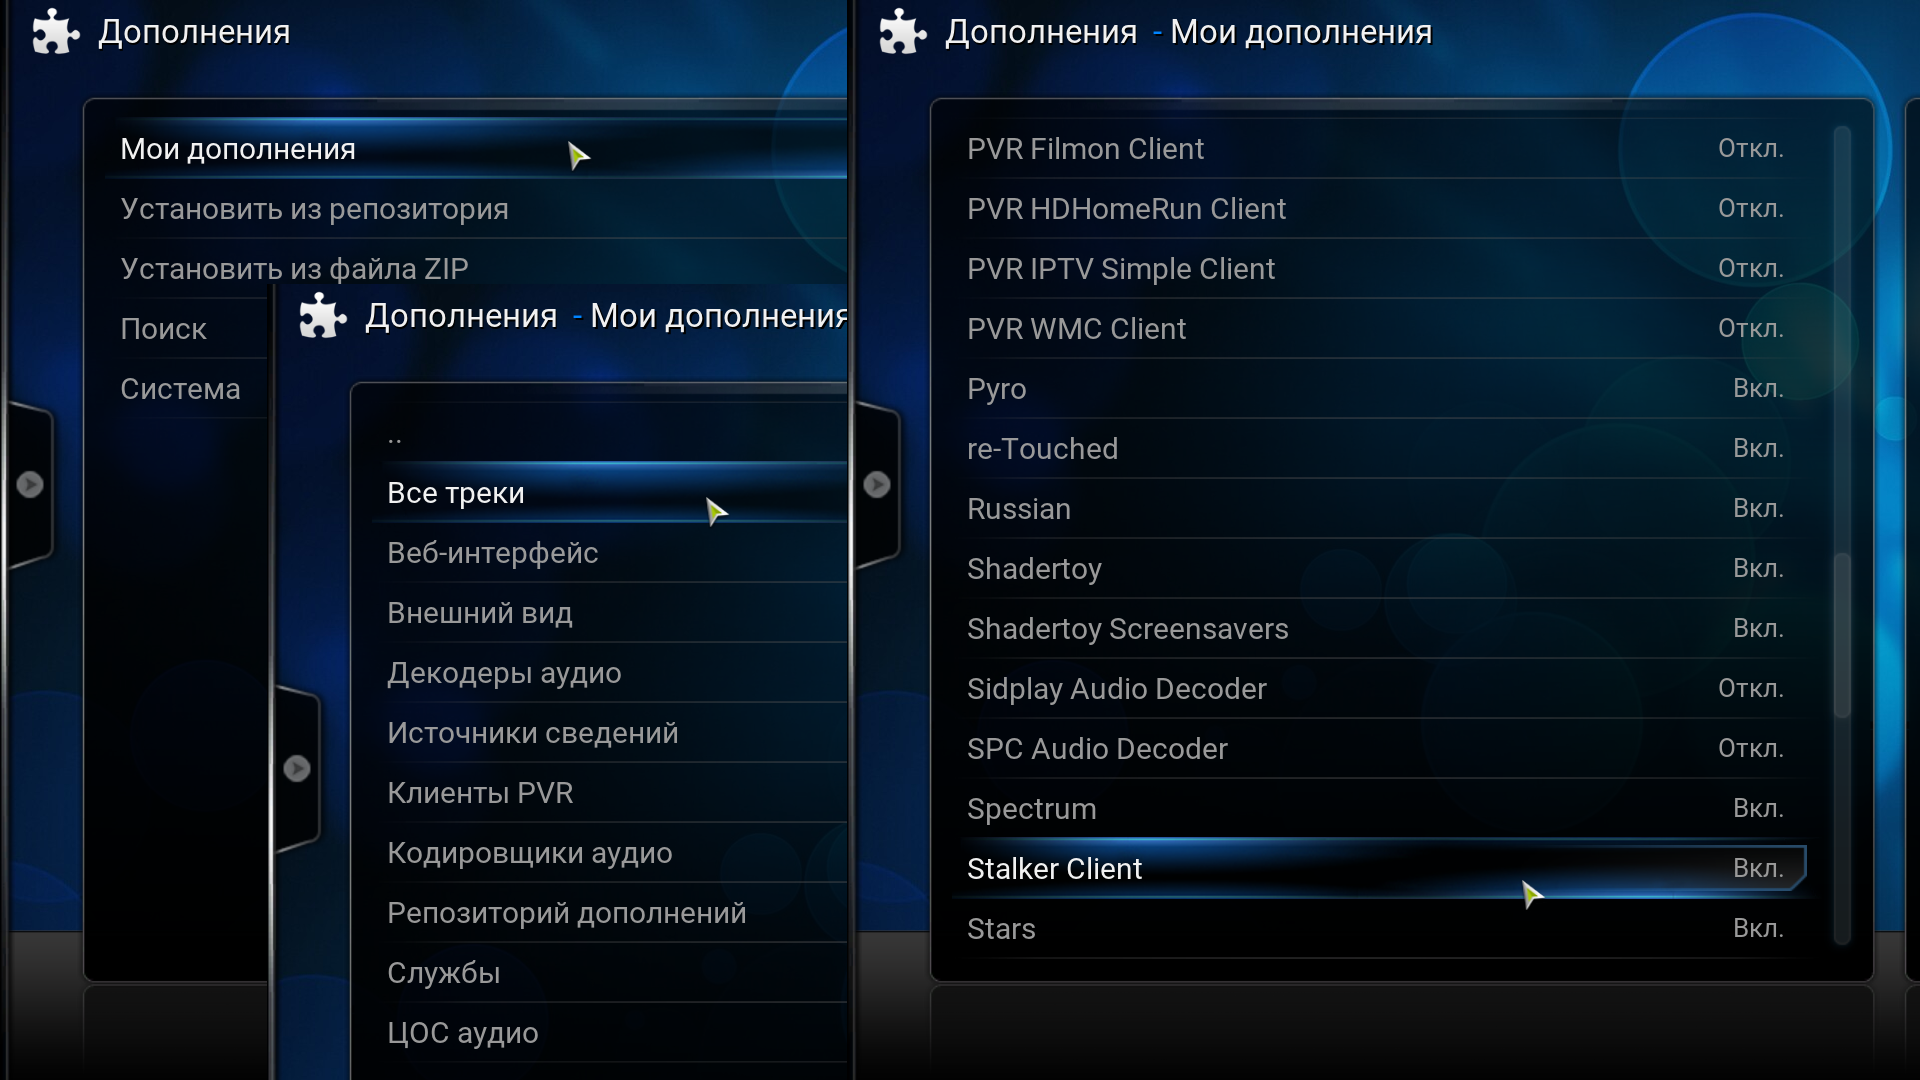 Дополнения
Мои дополнения
Установить из репозитория
Установить из файла ZIP
Поиск
Система
Дополнения - Мои дополнения
..
Все треки
Веб-интерфейс
Внешний вид
Декодеры аудио
Источники сведений
Клиенты PVR
Кодировщики аудио
Репозиторий дополнений
Службы
ЦОС аудио
Дополнения - Мои дополнения
PVR Filmon Client Откл.
PVR HDHomeRun Client Откл.
PVR IPTV Simple Client Откл.
PVR WMC Client Откл.
Pyro Вкл.
re-Touched Вкл.
Russian Вкл.
Shadertoy Вкл.
Shadertoy Screensavers Вкл.
Sidplay Audio Decoder Откл.
SPC Audio Decoder Откл.
Spectrum Вкл.
Stalker Client Вкл.
Stars Вкл.